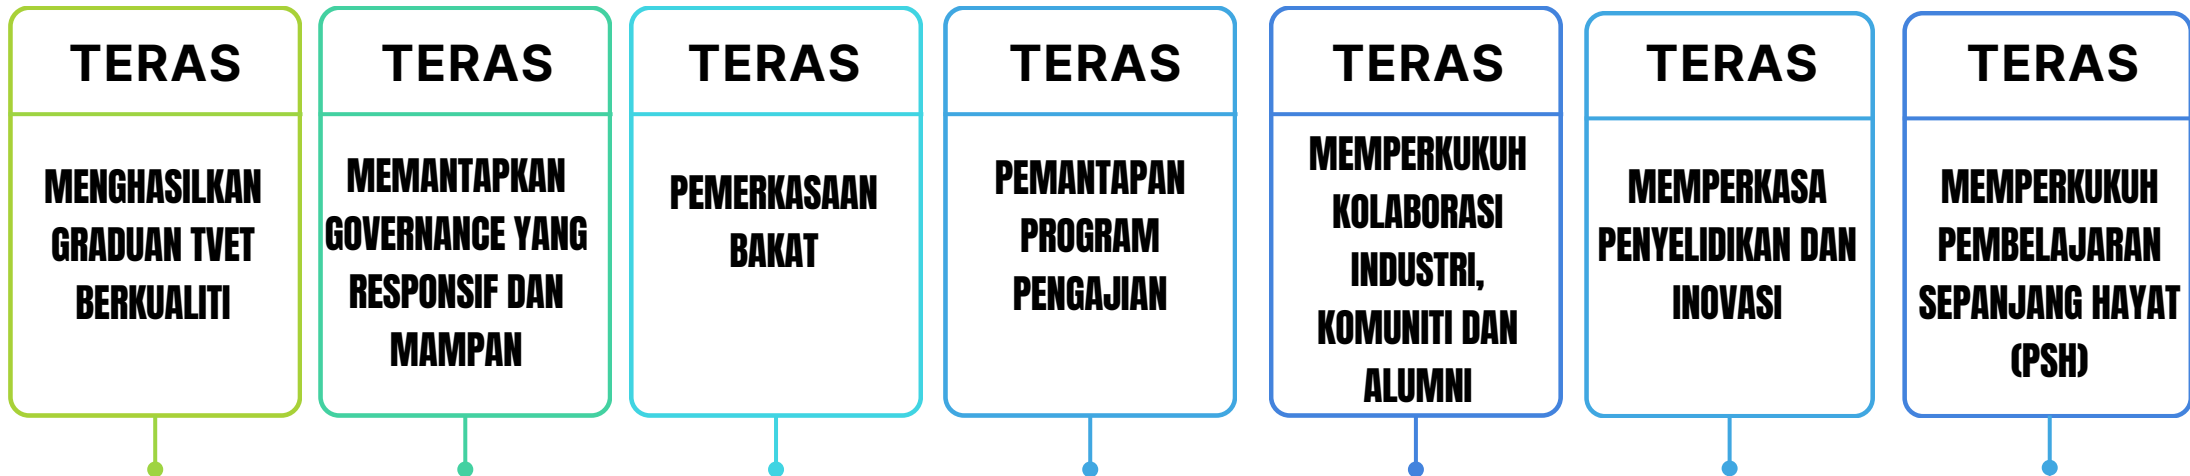 TERAS
MENGHASILKAN
GRADUAN TVET
BERKUALITI
TERAS
MEMANTAPKAN
GOVERNANCE YANG
RESPONSIF DAN
MAMPAN
TERAS
PEMERKASAAN
BAKAT
TERAS
PEMANTAPAN
PROGRAM
PENGAJIAN
TERAS
MEMPERKUKUH
KOLABORASI
INDUSTRI,
KOMUNITI DAN
ALUMNI
TERAS
MEMPERKASA
PENYELIDIKAN DAN
INOVASI
TERAS
MEMPERKUKUH
PEMBELAJARAN
SEPANJANG HAYAT
(PSH)